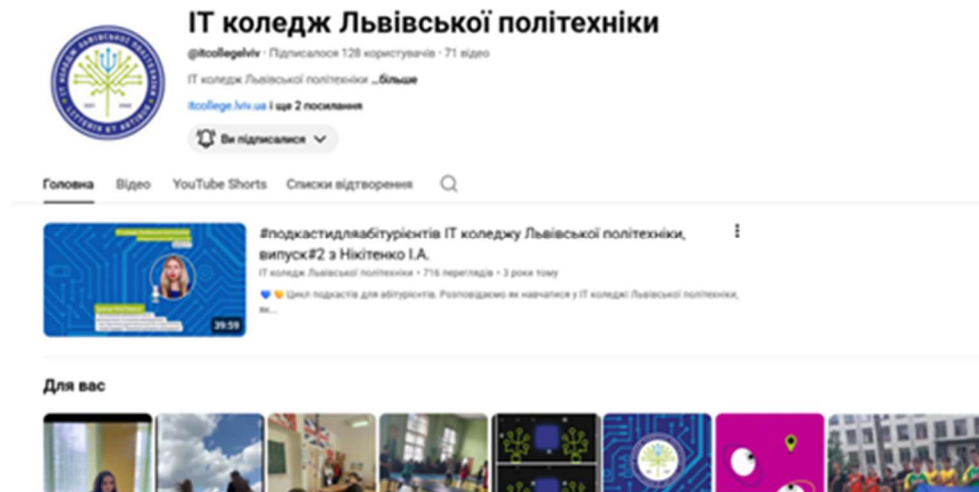 ІТ коледж Львівської політехніки
@itcollegelviv · Підписалося 128 користувачів · 71 відео
ІТ коледж Львівської політехніки ...більше
itcollege.lviv.ua і ще 2 посилання
Ви підписалися
Головна Відео YouTube Shorts Списки відтворення
#подкастидляабітурієнтів ІТ коледжу Львівської політехніки,
випуск#2 з Нікітенко І.А.
ІТ коледж Львівської політехніки • 716 переглядів • 3 роки тому
💙 🧡 Цикл подкастів для абітурієнтів. Розповідаємо як навчатися у ІТ коледжі Львівської політехніки,
як...
39:59
Для вас